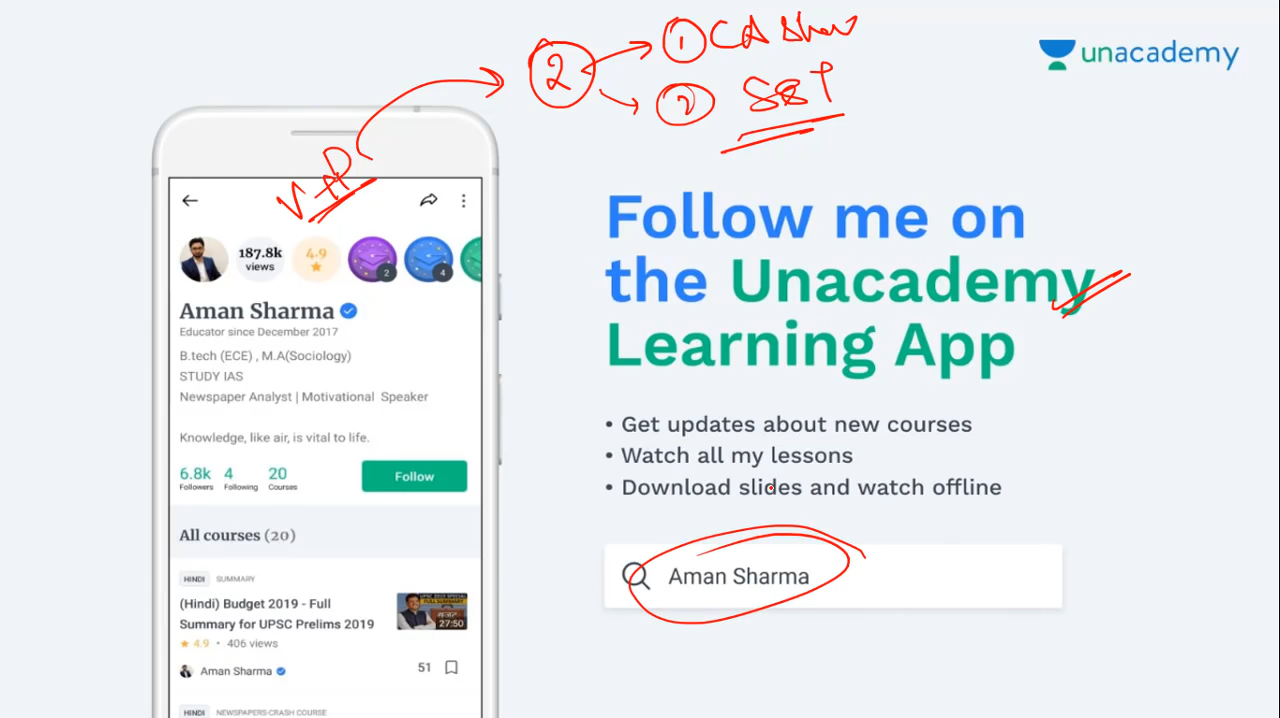 2
1 CA Show
2 S&T
unacademy
VAP
187.8k
views
4.9
2
4
Follow me on
the Unacademy
Learning App
Aman Sharma
Educator since December 2017
B.tech (ECE) , M.A(Sociology)
STUDY IAS
Newspaper Analyst | Motivational Speaker
Knowledge, like air, is vital to life.
6.8k 4 20
Followers Following Courses
Follow
• Get updates about new courses
• Watch all my lessons
• Download slides and watch offline
Aman Sharma
All courses (20)
HINDI SUMMARY
(Hindi) Budget 2019 - Full
Summary for UPSC Prelims 2019
4.9 • 406 views
27:50
Aman Sharma
51
HINDI NEWSPAPERS CRASH COURSE